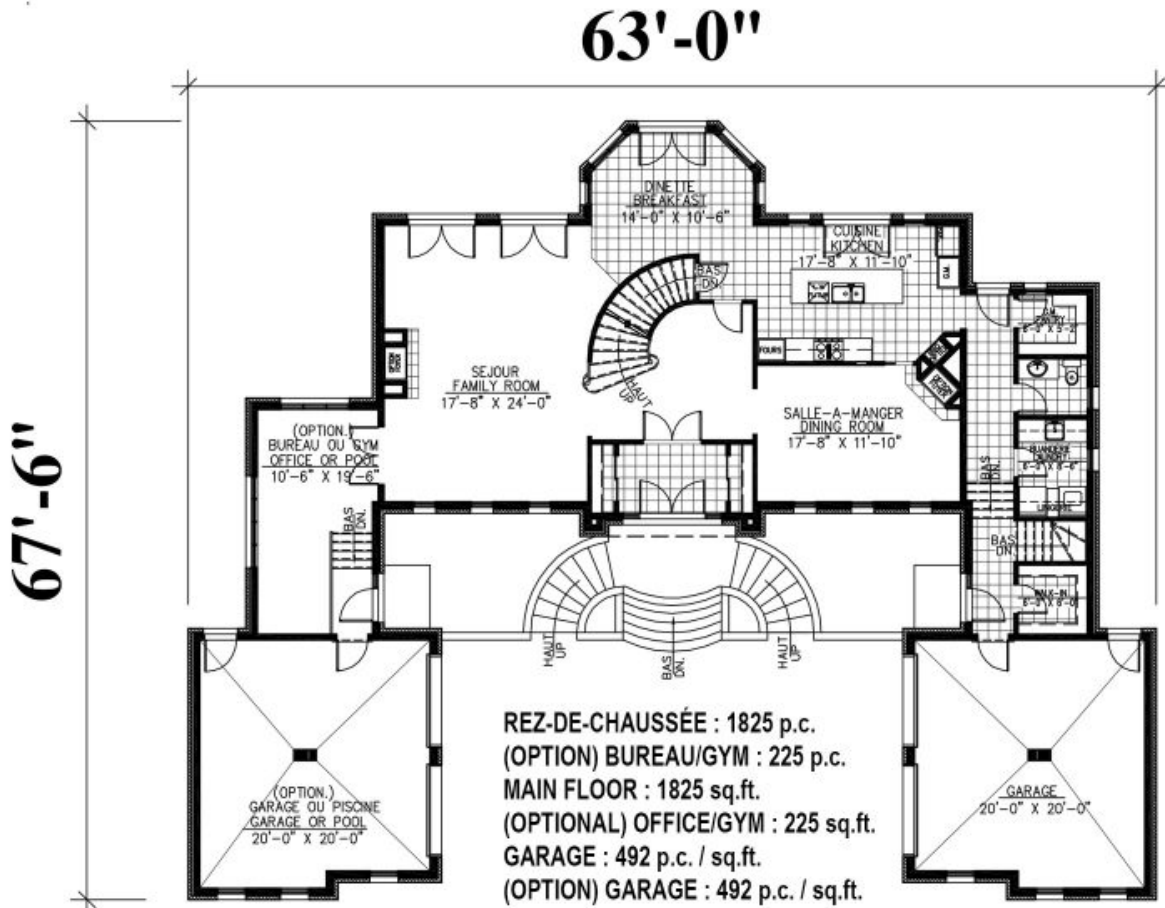 63'-0"
67'-6"
DINETTE
BREAKFAST
14'-0" X 10'-6"
CUISINE
KITCHEN
17'-8" X 11'-10"
G.M.
BAS
DN.
FOURS
SEJOUR
FAMILY ROOM
17'-8" X 24'-0"
HAUT
UP
SALLE-A-MANGER
DINING ROOM
17'-8" X 11'-10"
(OPTION.)
BUREAU OU GYM
OFFICE OR POOL
10'-6" X 19'-6"
BAS
DN.
BAS
DN.
LINGERIE
BAS
DN.
WALK-IN
HAUT
UP
BAS
DN.
HAUT
UP
(OPTION.)
GARAGE OU PISCINE
GARAGE OR POOL
20'-0" X 20'-0"
GARAGE
20'-0" X 20'-0"
REZ-DE-CHAUSSÉE : 1825 p.c.
(OPTION) BUREAU/GYM : 225 p.c.
MAIN FLOOR : 1825 sq.ft.
(OPTIONAL) OFFICE/GYM : 225 sq.ft.
GARAGE : 492 p.c. / sq.ft.
(OPTION) GARAGE : 492 p.c. / sq.ft.